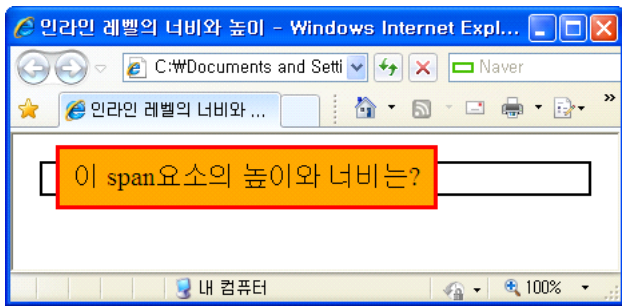 인라인 레벨의 너비와 높이 - Windows Internet Expl...
C:₩Documents and Setti
Naver
인라인 레벨의 너비와 ...
»
이 span요소의 높이와 너비는?
내 컴퓨터
100%